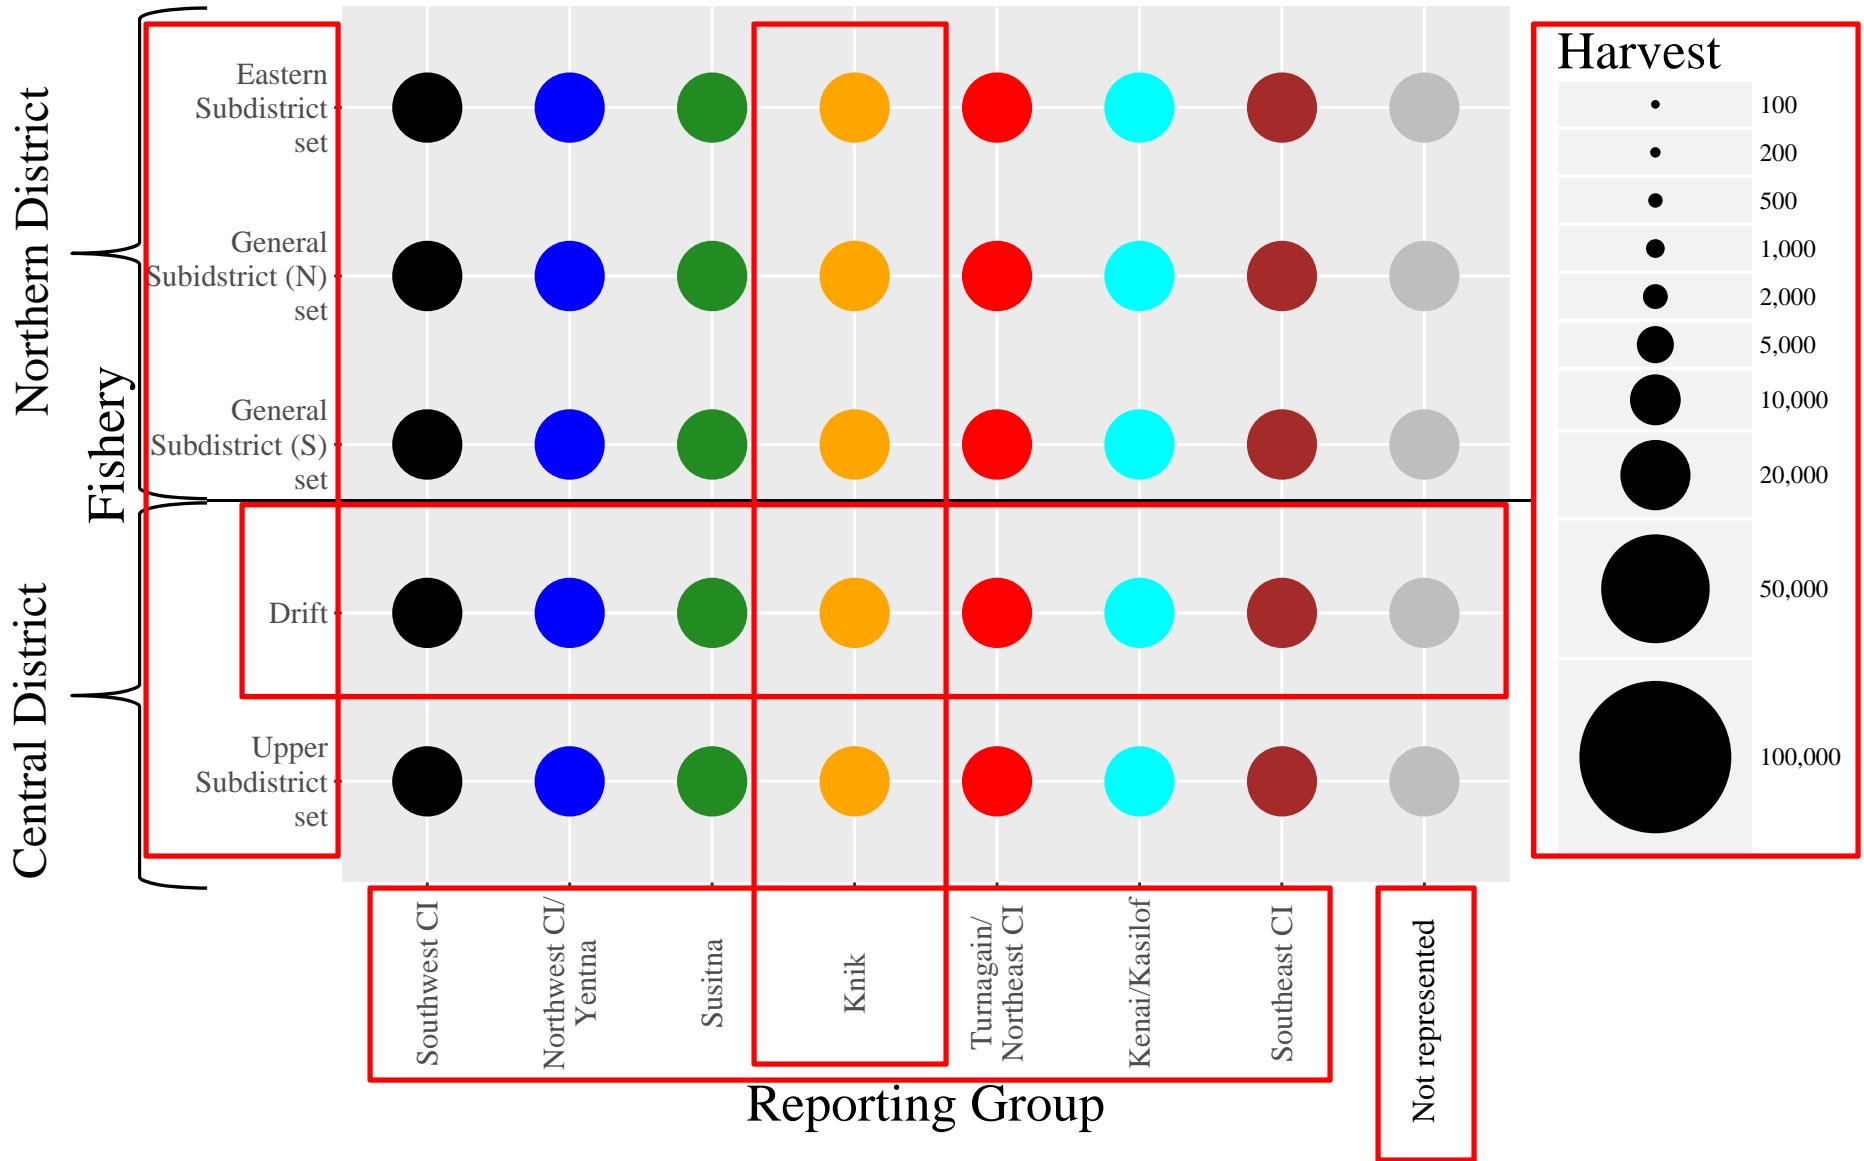 Northern District
Central District
Fishery
Eastern
Subdistrict
set
General
Subidstrict (N)
set
General
Subdistrict (S)
set
Drift
Upper
Subdistrict
set
Southwest CI
Northwest CI/
Yentna
Susitna
Knik
Turnagain/
Northeast CI
Kenai/Kasilof
Southeast CI
Not represented
Reporting Group
Harvest
100
200
500
1,000
2,000
5,000
10,000
20,000
50,000
100,000